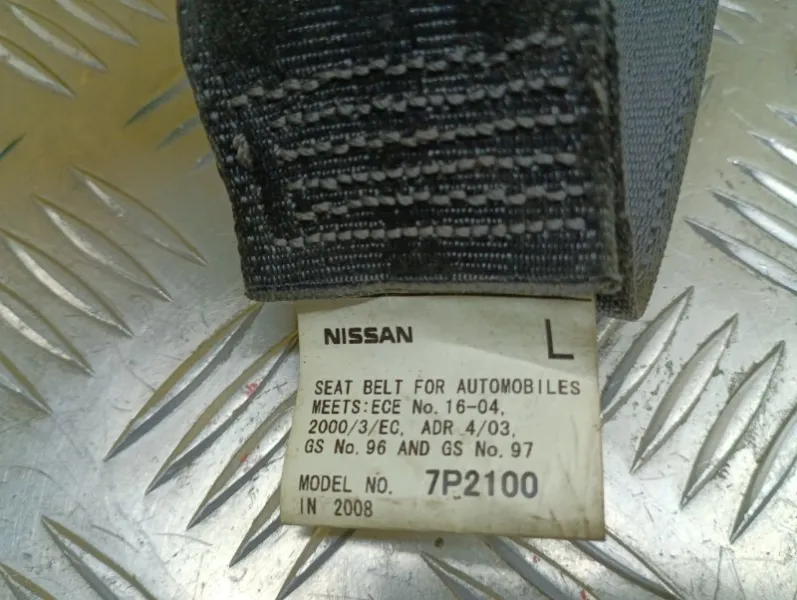 NISSAN L
SEAT BELT FOR AUTOMOBILES
MEETS:ECE No. 16-04,
2000/3/EC, ADR 4/03,
GS No. 96 AND GS No. 97
MODEL NO. 7P2100
IN 2008